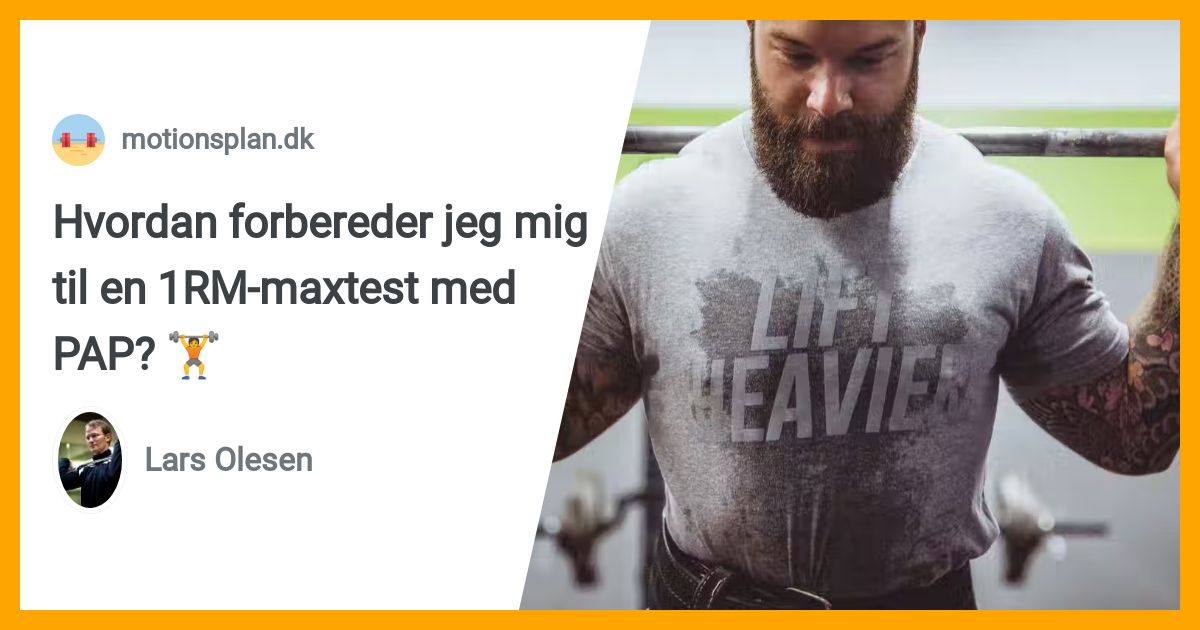 motionsplan.dk
Hvordan forbereder jeg mig
til en 1RM-maxtest med
PAP? 🏋️
Lars Olesen
LIFT
HEAVIER